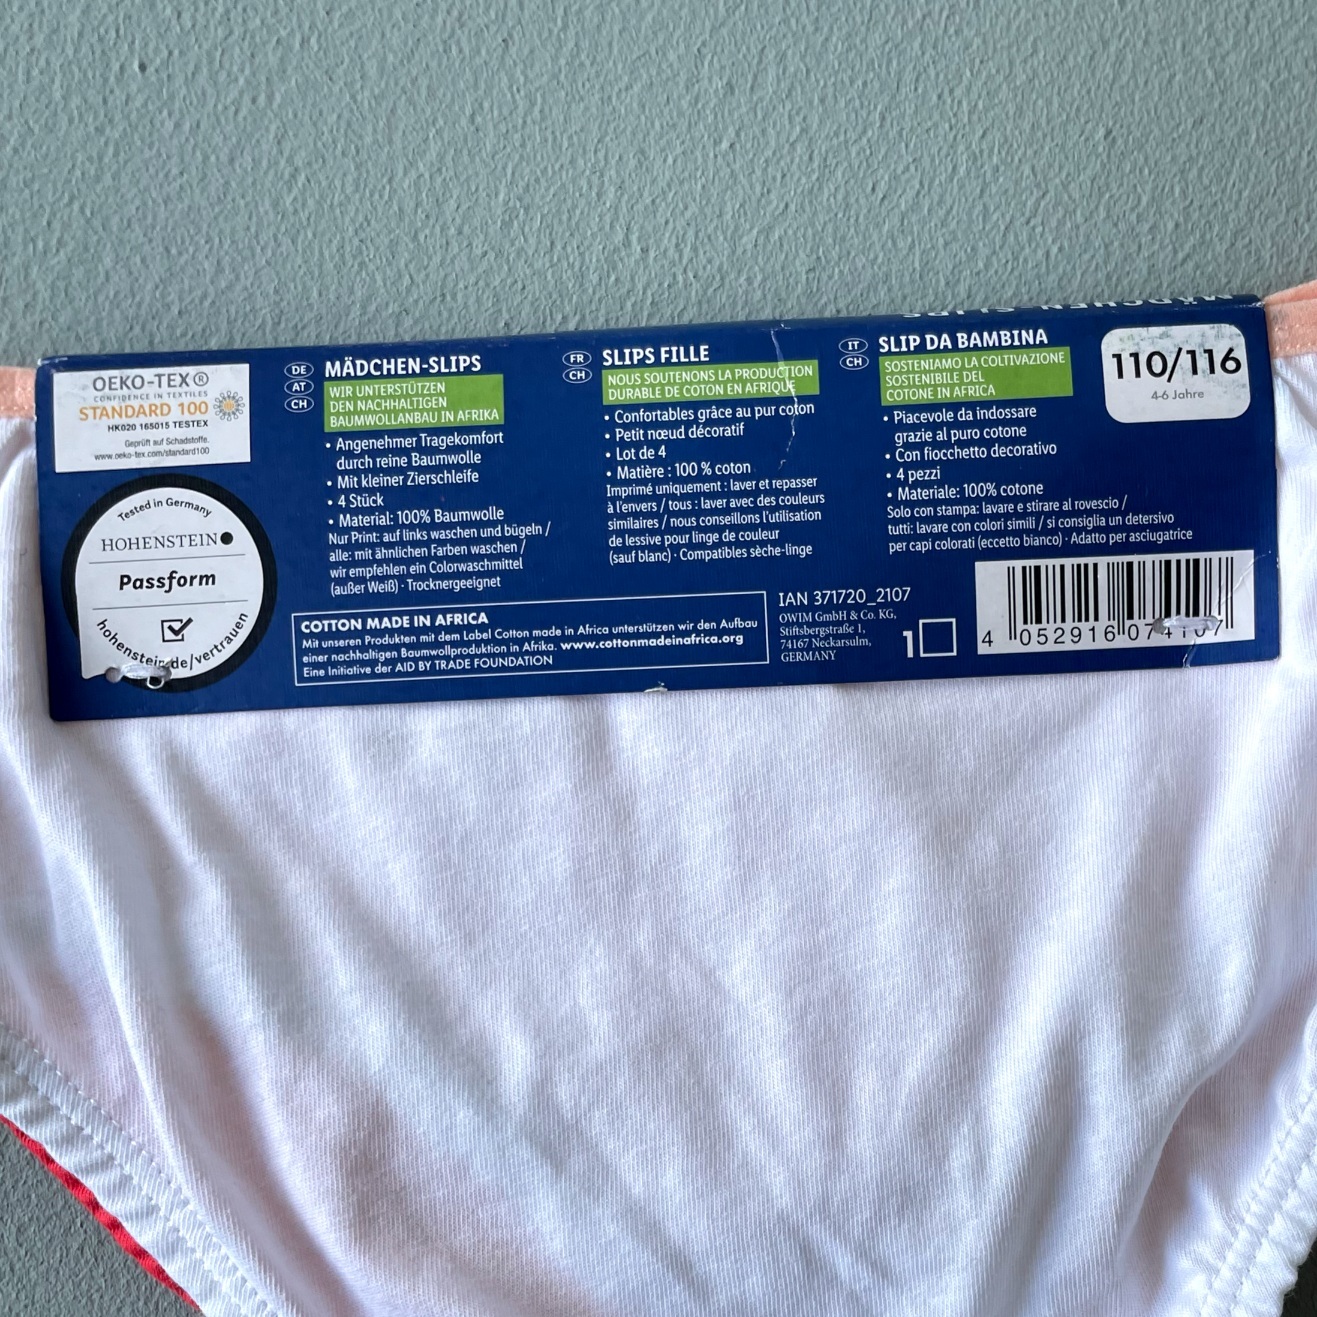 MÄDCHEN-SLIPS
OEKO-TEX®
CONFIDENCE IN TEXTILES
STANDARD 100
HK020 165015 TESTEX
Geprüft auf Schadstoffe.
www.oeko-tex.com/standard100
Tested in Germany
HOHENSTEIN
Passform
hohenstein.de/vertrauen
DE
AT
CH
MÄDCHEN-SLIPS
WIR UNTERSTÜTZEN
DEN NACHHALTIGEN
BAUMWOLLANBAU IN AFRIKA
• Angenehmer Tragekomfort
durch reine Baumwolle
• Mit kleiner Zierschleife
• 4 Stück
• Material: 100% Baumwolle
Nur Print: auf links waschen und bügeln /
alle: mit ähnlichen Farben waschen /
wir empfehlen ein Colorwaschmittel
(außer Weiß) · Trocknergeeignet
FR
CH
SLIPS FILLE
NOUS SOUTENONS LA PRODUCTION
DURABLE DE COTON EN AFRIQUE
• Confortables grâce au pur coton
• Petit nœud décoratif
• Lot de 4
• Matière : 100 % coton
Imprimé uniquement : laver et repasser
à l'envers / tous : laver avec des couleurs
similaires / nous conseillons l'utilisation
de lessive pour linge de couleur
(sauf blanc) · Compatibles sèche-linge
IT
CH
SLIP DA BAMBINA
SOSTENIAMO LA COLTIVAZIONE
SOSTENIBILE DEL
COTONE IN AFRICA
• Piacevole da indossare
grazie al puro cotone
• Con fiocchetto decorativo
• 4 pezzi
• Materiale: 100% cotone
Solo con stampa: lavare e stirare al rovescio /
tutti: lavare con colori simili / si consiglia un detersivo
per capi colorati (eccetto bianco) · Adatto per asciugatrice
110/116
4-6 Jahre
COTTON MADE IN AFRICA
Mit unseren Produkten mit dem Label Cotton made in Africa unterstützen wir den Aufbau
einer nachhaltigen Baumwollproduktion in Afrika. www.cottonmadeinafrica.org
Eine Initiative der AID BY TRADE FOUNDATION
IAN 371720_2107
OWIM GmbH & Co. KG,
Stiftsbergstraße 1,
74167 Neckarsulm,
GERMANY
1
4 052916 074107